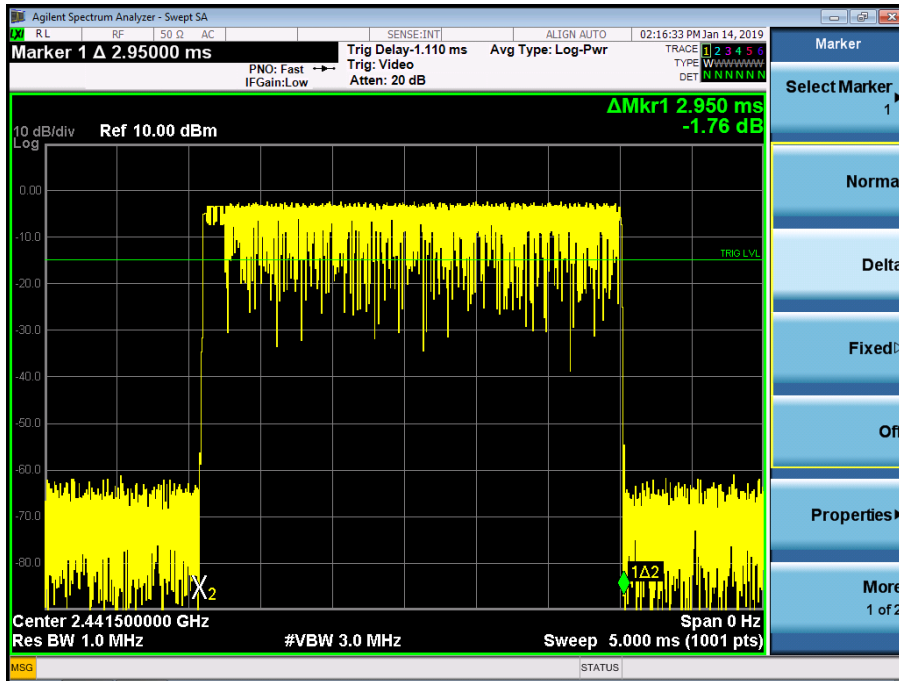 Agilent Spectrum Analyzer - Swept SA
LXI RL RF 50 Ω AC SENSE:INT ALIGN AUTO 02:16:33 PM Jan 14, 2019
Marker 1 Δ 2.95000 ms
PNO: Fast
IFGain:Low
Trig Delay-1.110 ms
Trig: Video
Atten: 20 dB
Avg Type: Log-Pwr
TRACE 1 2 3 4 5 6
TYPE WWWWWW
DET N N N N N N
ΔMkr1 2.950 ms
-1.76 dB
10 dB/div Ref 10.00 dBm
Log
0.00
-10.0
TRIG LVL
-20.0
-30.0
-40.0
-50.0
-60.0
-70.0
-80.0
X2
1Δ2
Center 2.441500000 GHz Span 0 Hz
Res BW 1.0 MHz #VBW 3.0 MHz Sweep 5.000 ms (1001 pts)
MSG STATUS
Marker
Select Marker
1
Norma
Delta
Fixed
Off
Properties
More
1 of 2